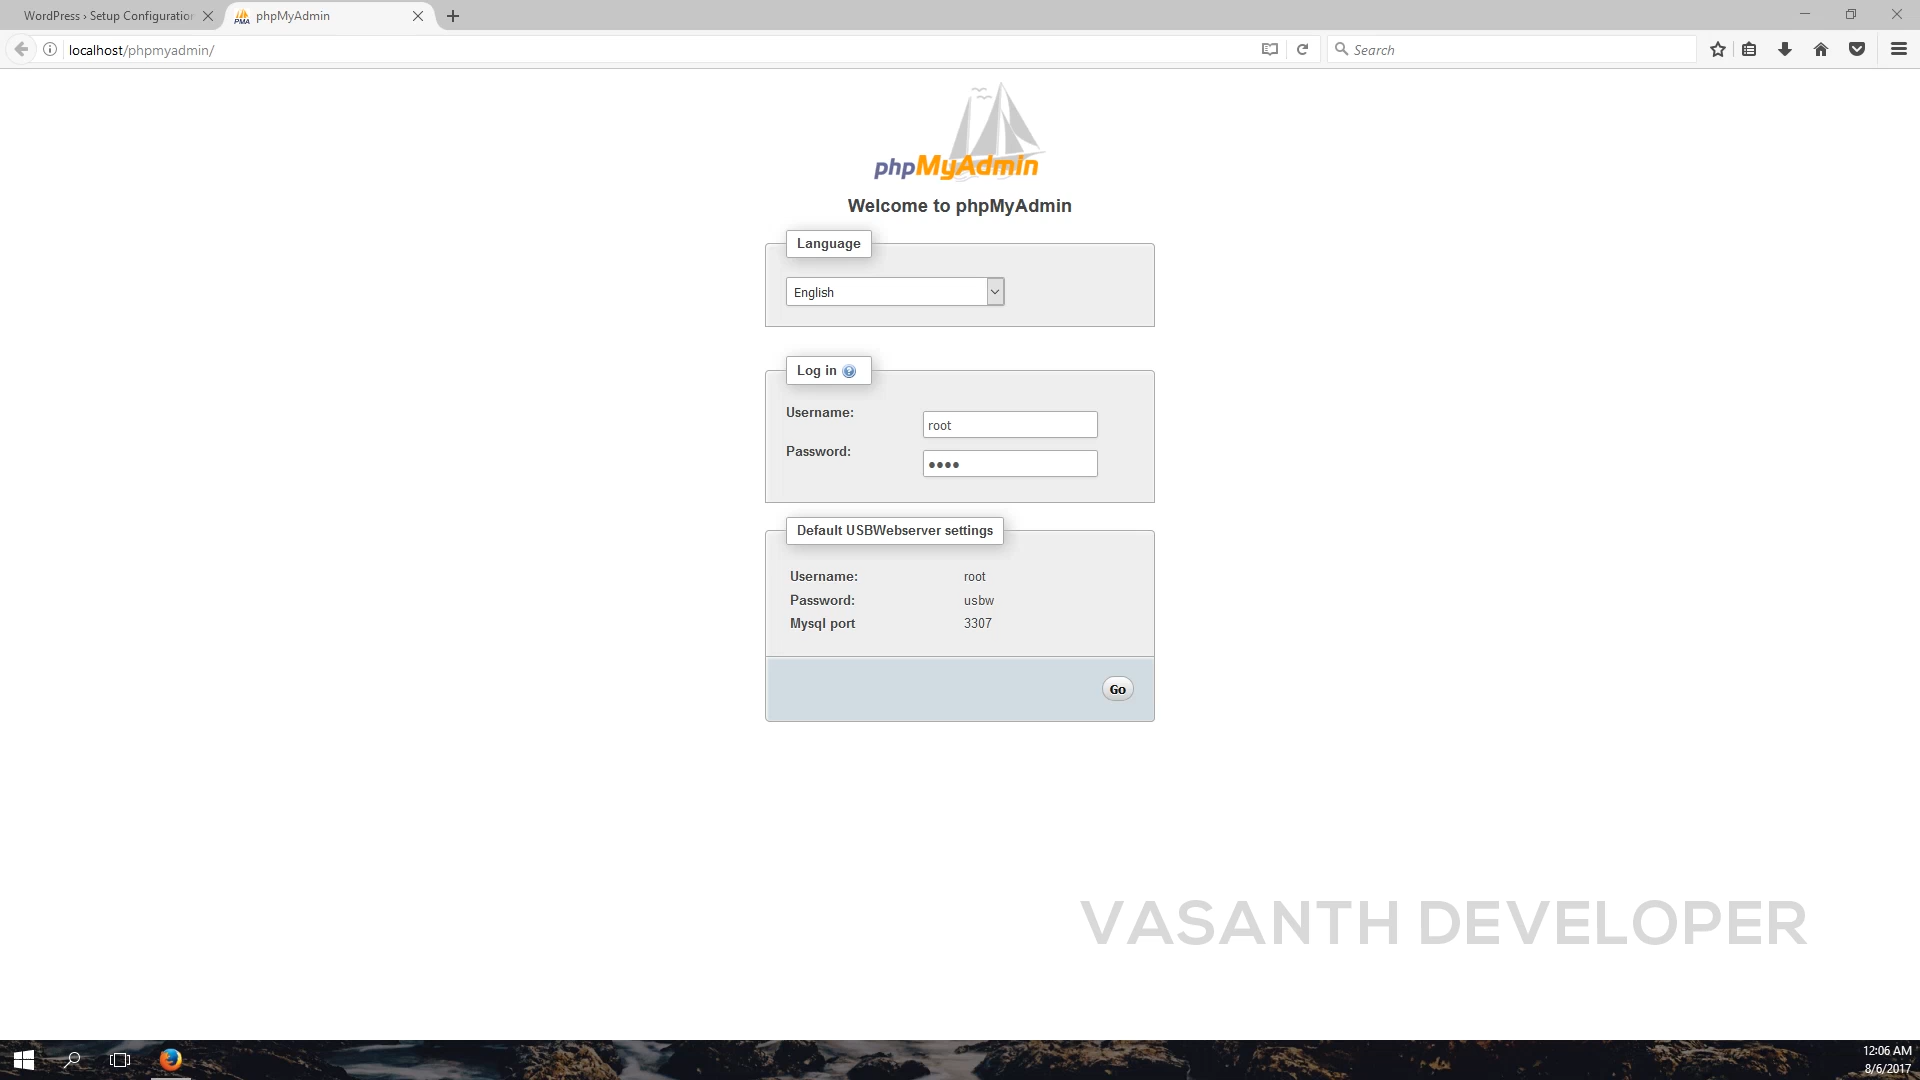 WordPress › Setup Configuration
phpMyAdmin
localhost/phpmyadmin/
Search
phpMyAdmin
Welcome to phpMyAdmin
Language
English
Log in
Username:
root
Password:
••••
Default USBWebserver settings
Username: root
Password: usbw
Mysql port 3307
Go
VASANTH DEVELOPER
12:06 AM
8/6/2017